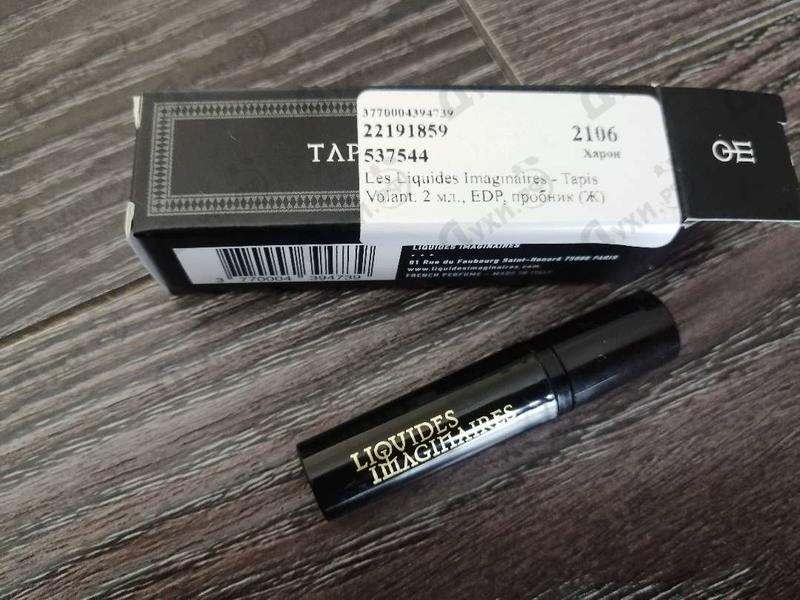 3770004394739
22191859
2106
537544
Харон
Les Liquides Imaginaires - Tapis
Volant. 2 мл., EDP, пробник (Ж)
TAP
LIQUIDES IMAGINAIRES
91 Rue du Faubourg Saint-Honoré 75008 PARIS
www.liquidesimaginaires.com
FRENCH PERFUME - MADE IN ITALY
3 770004 394739
LIQUIDES
IMAGINAIRES
Духи.рф